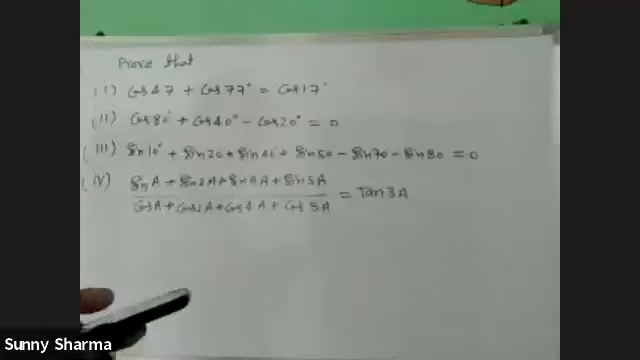 Prove that
(I) Cos 47 + Cos 77° = Cos 17°
(II) Cos 80° + Cos 40° - Cos 20° = 0
(III) Sin 10° + Sin 20 + Sin 40 + Sin 50 - Sin 70 - Sin 80 = 0
(IV) Sin A + Sin 2A + Sin 4A + Sin 5A
= Tan 3A
Cos A + Cos 2A + Cos 4A + Cos 5A
Sunny Sharma